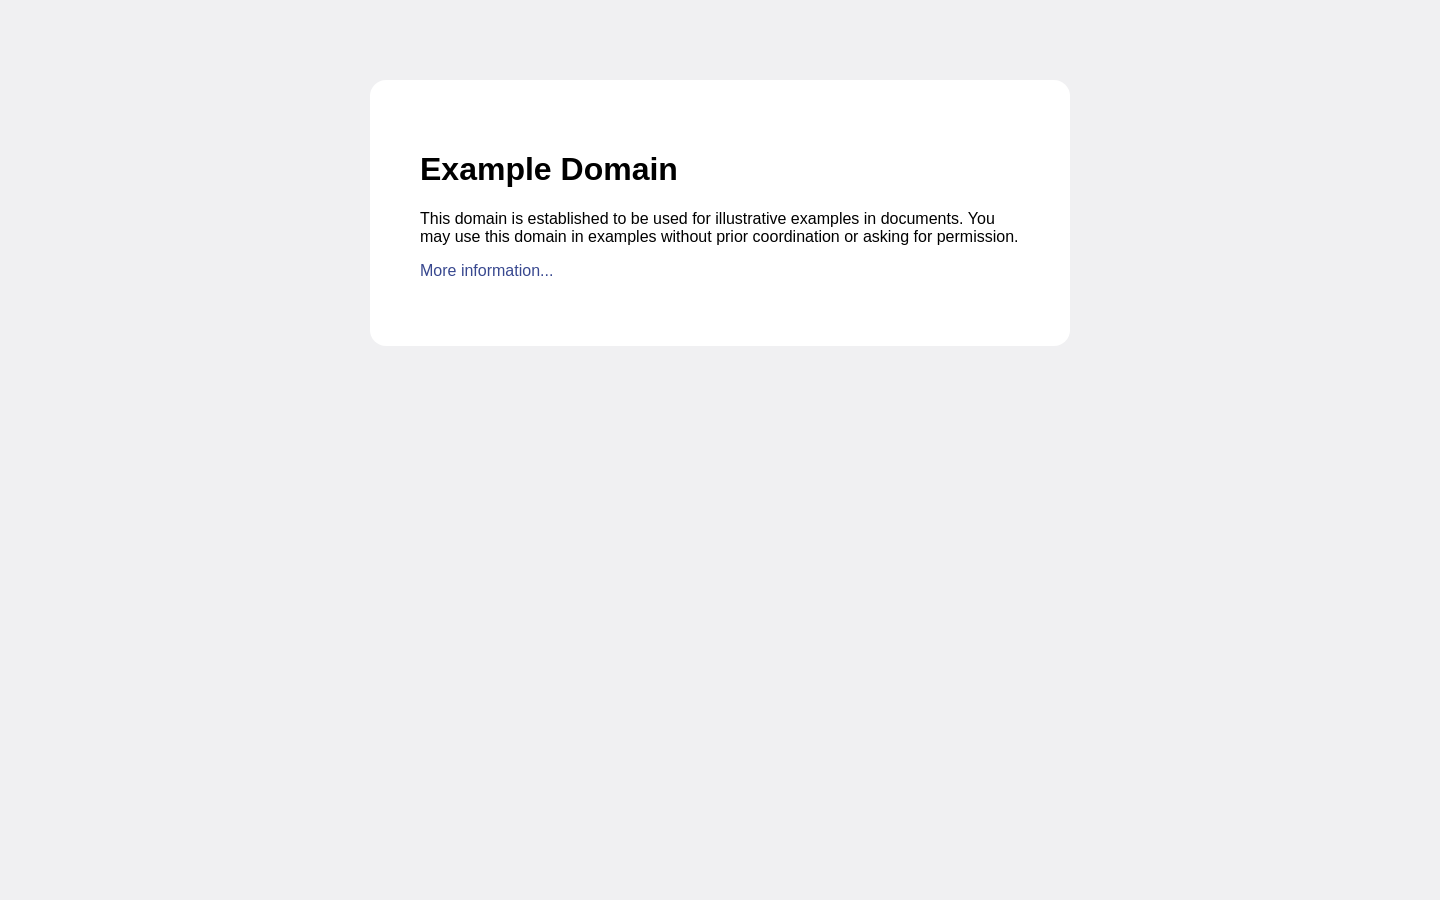 Example Domain
This domain is established to be used for illustrative examples in documents. You
may use this domain in examples without prior coordination or asking for permission.
More information...